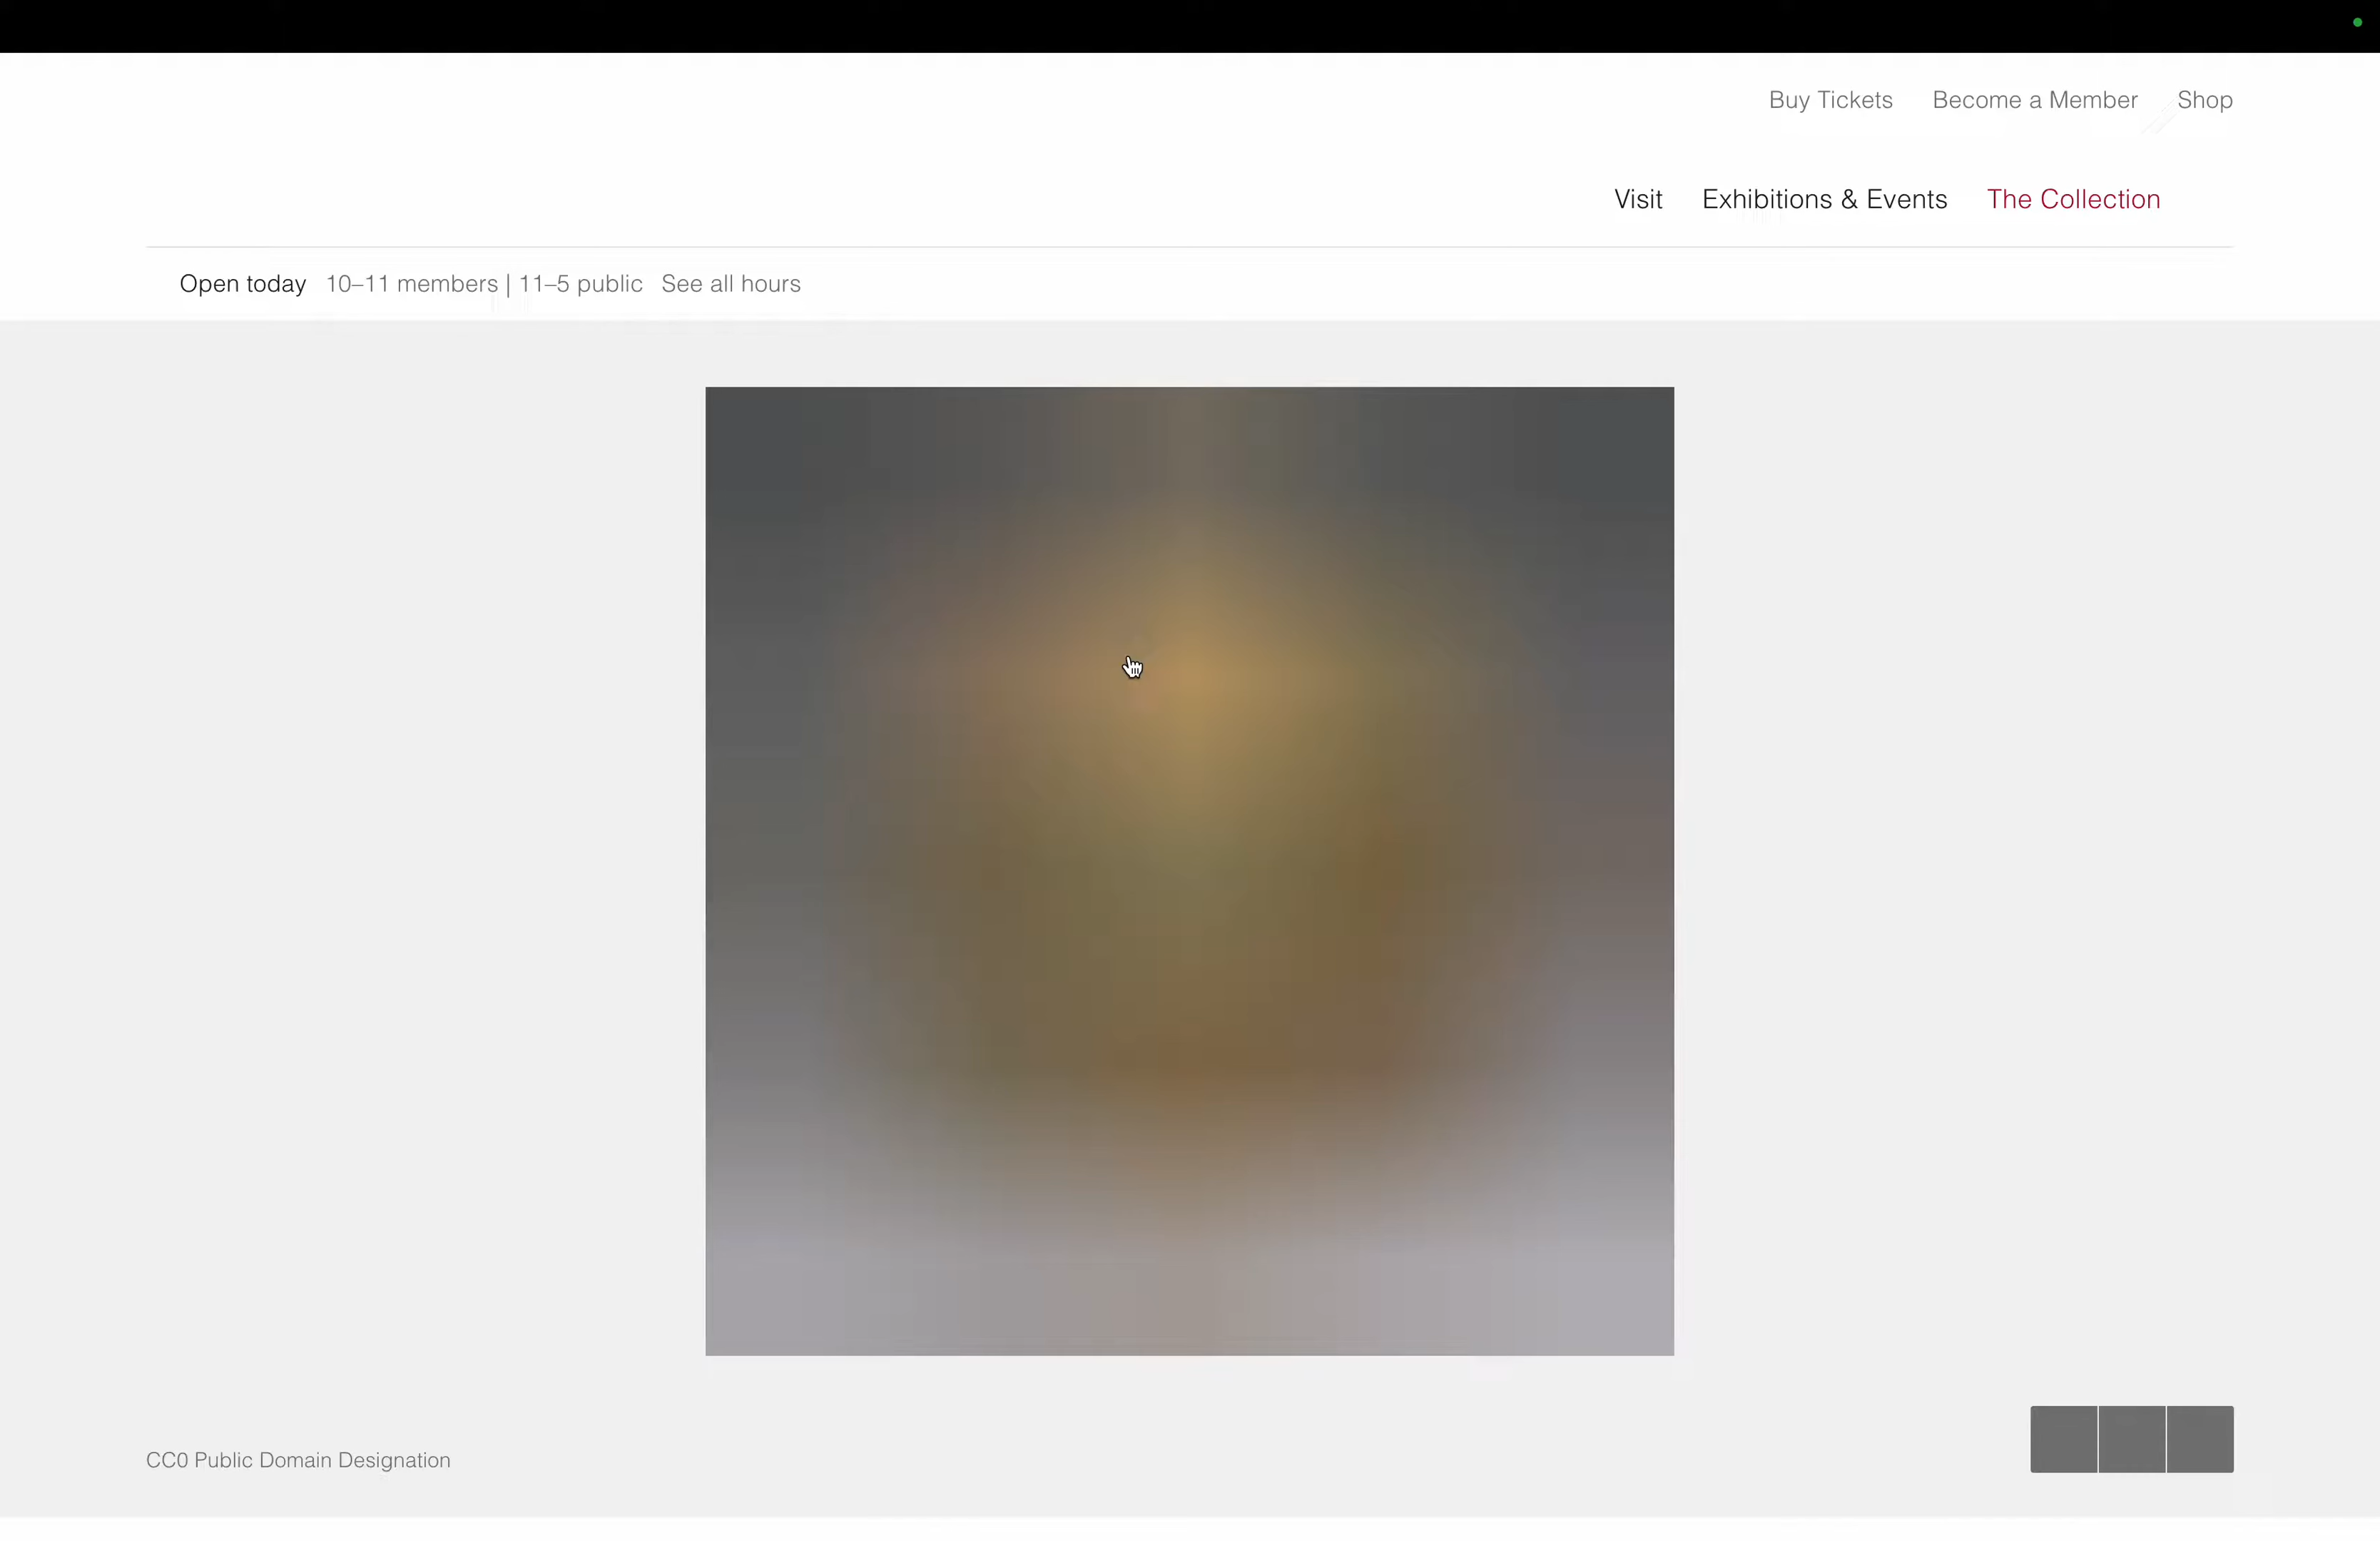 Buy Tickets Become a Member Shop
Visit Exhibitions & Events The Collection
Open today 10–11 members | 11–5 public See all hours
CC0 Public Domain Designation